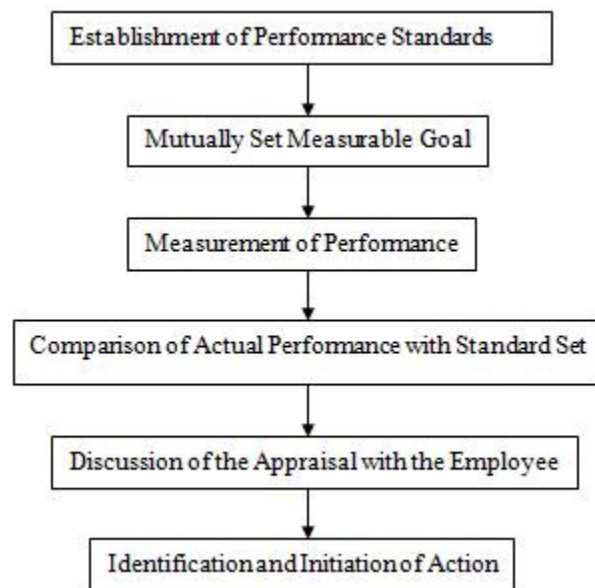 Establishment of Performance Standards
Mutually Set Measurable Goal
Measurement of Performance
Comparison of Actual Performance with Standard Set
Discussion of the Appraisal with the Employee
Identification and Initiation of Action